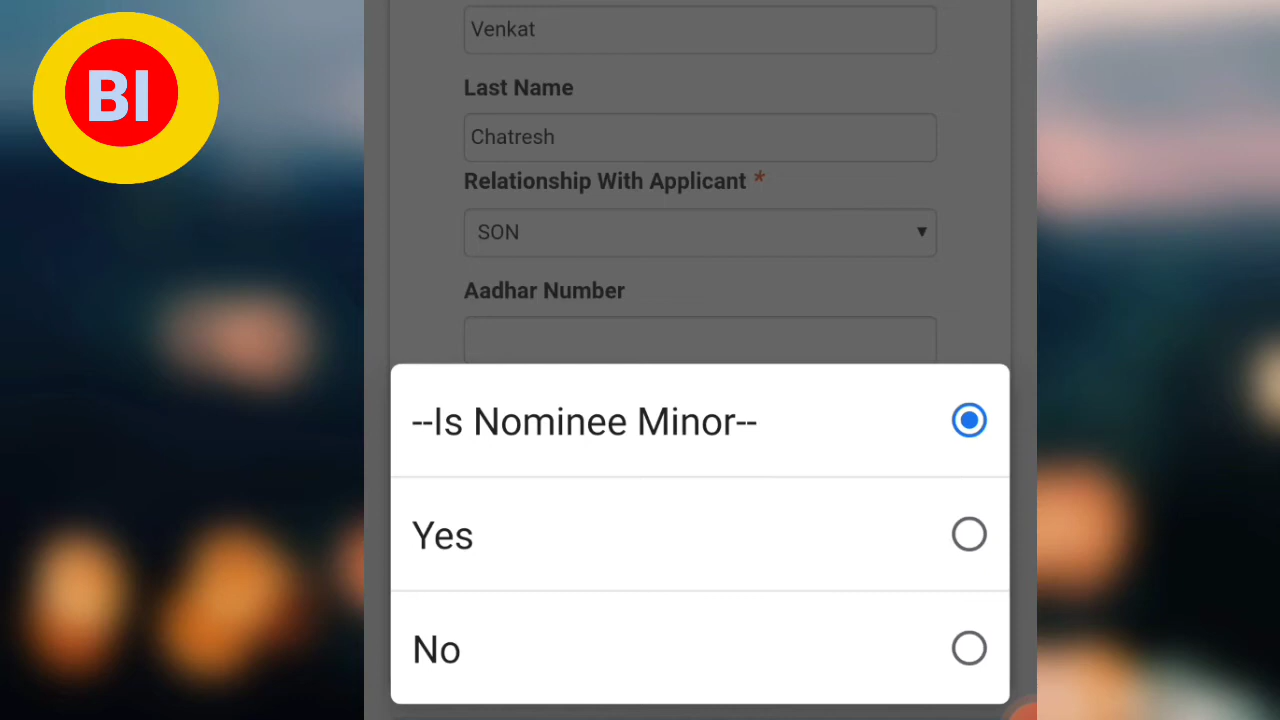 BI
Venkat
Last Name
Chatresh
Relationship With Applicant *
SON
Aadhar Number
--Is Nominee Minor--
Yes
No